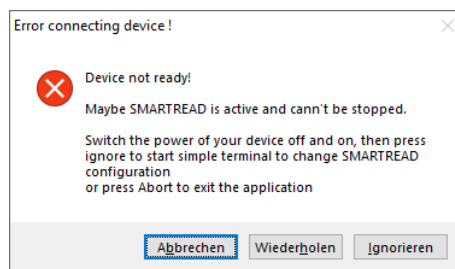 Error connecting device !
Device not ready!
Maybe SMARTREAD is active and cann't be stopped.
Switch the power of your device off and on, then press
ignore to start simple terminal to change SMARTREAD
configuration
or press Abort to exit the application
Abbrechen Wiederholen Ignorieren